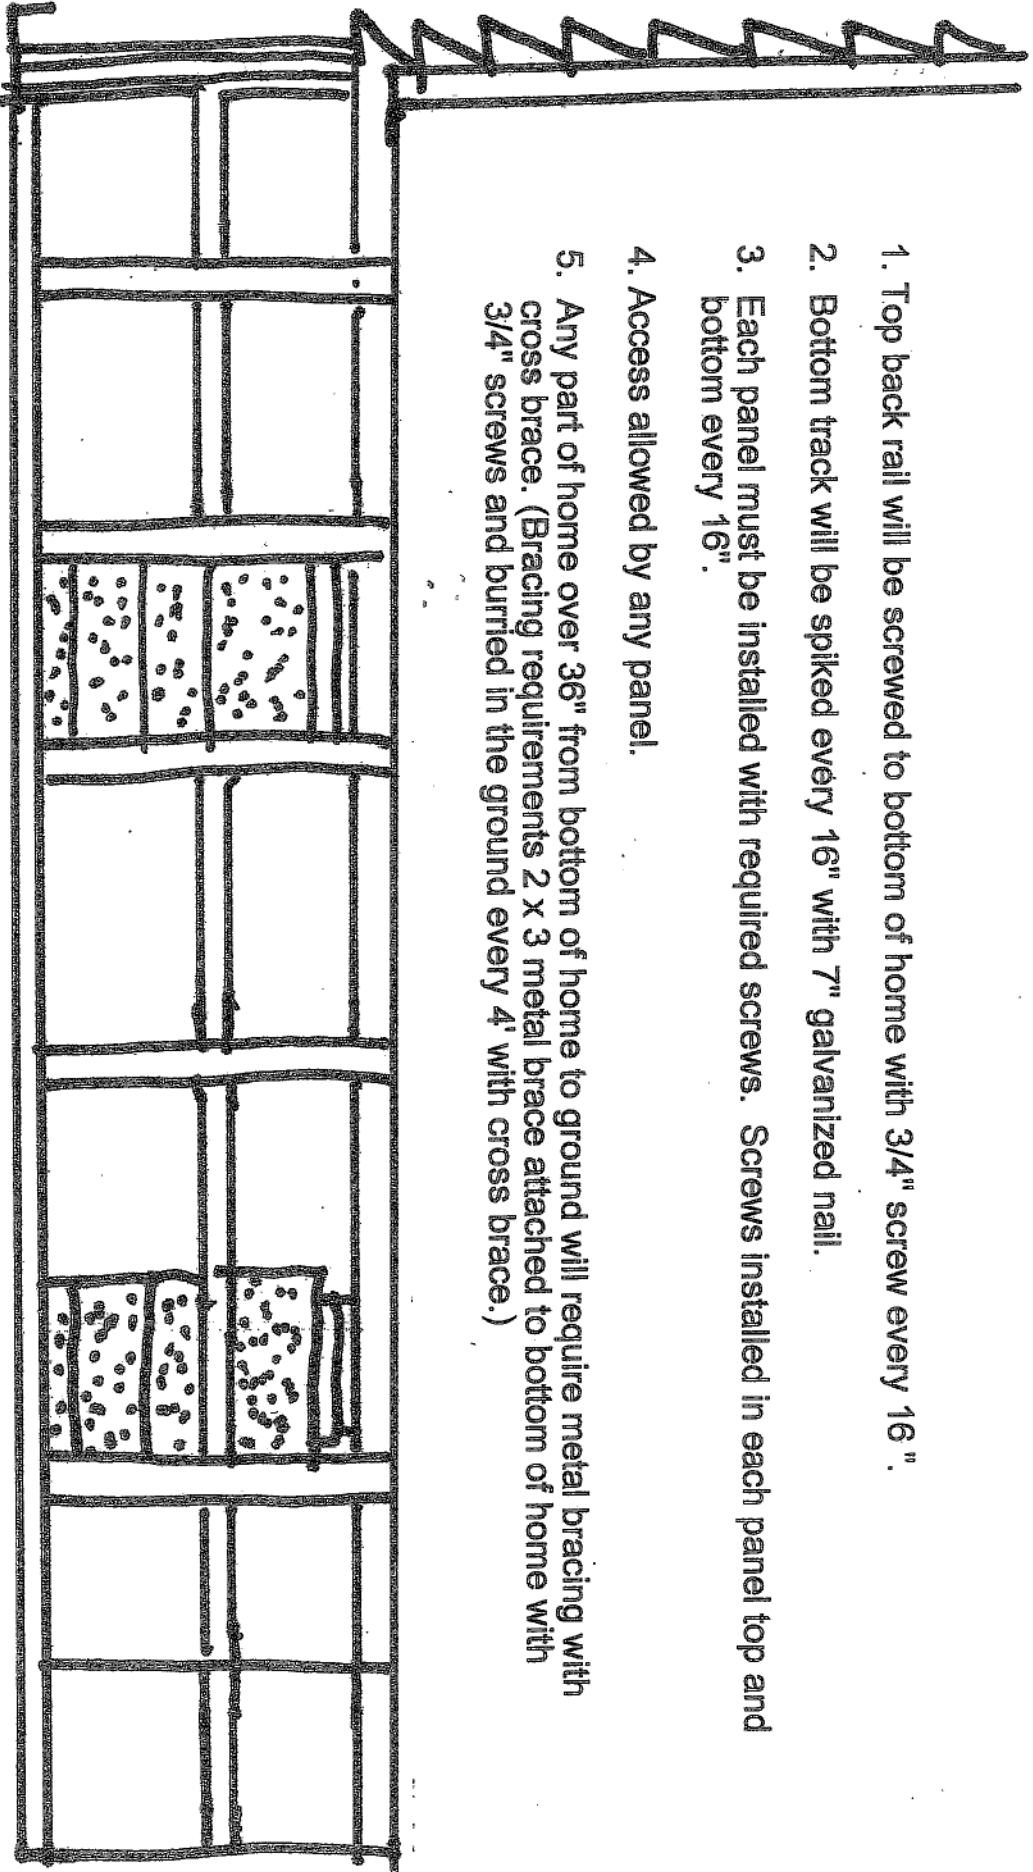 1. Top back rail will be screwed to bottom of home with 3/4" screw every 16 ".
2. Bottom track will be spiked every 16" with 7" galvanized nail.
3. Each panel must be installed with required screws. Screws installed in each panel top and
bottom every 16".
4. Access allowed by any panel.
5. Any part of home over 36" from bottom of home to ground will require metal bracing with
cross brace. (Bracing requirements 2 x 3 metal brace attached to bottom of home with
3/4" screws and burried in the ground every 4' with cross brace.)